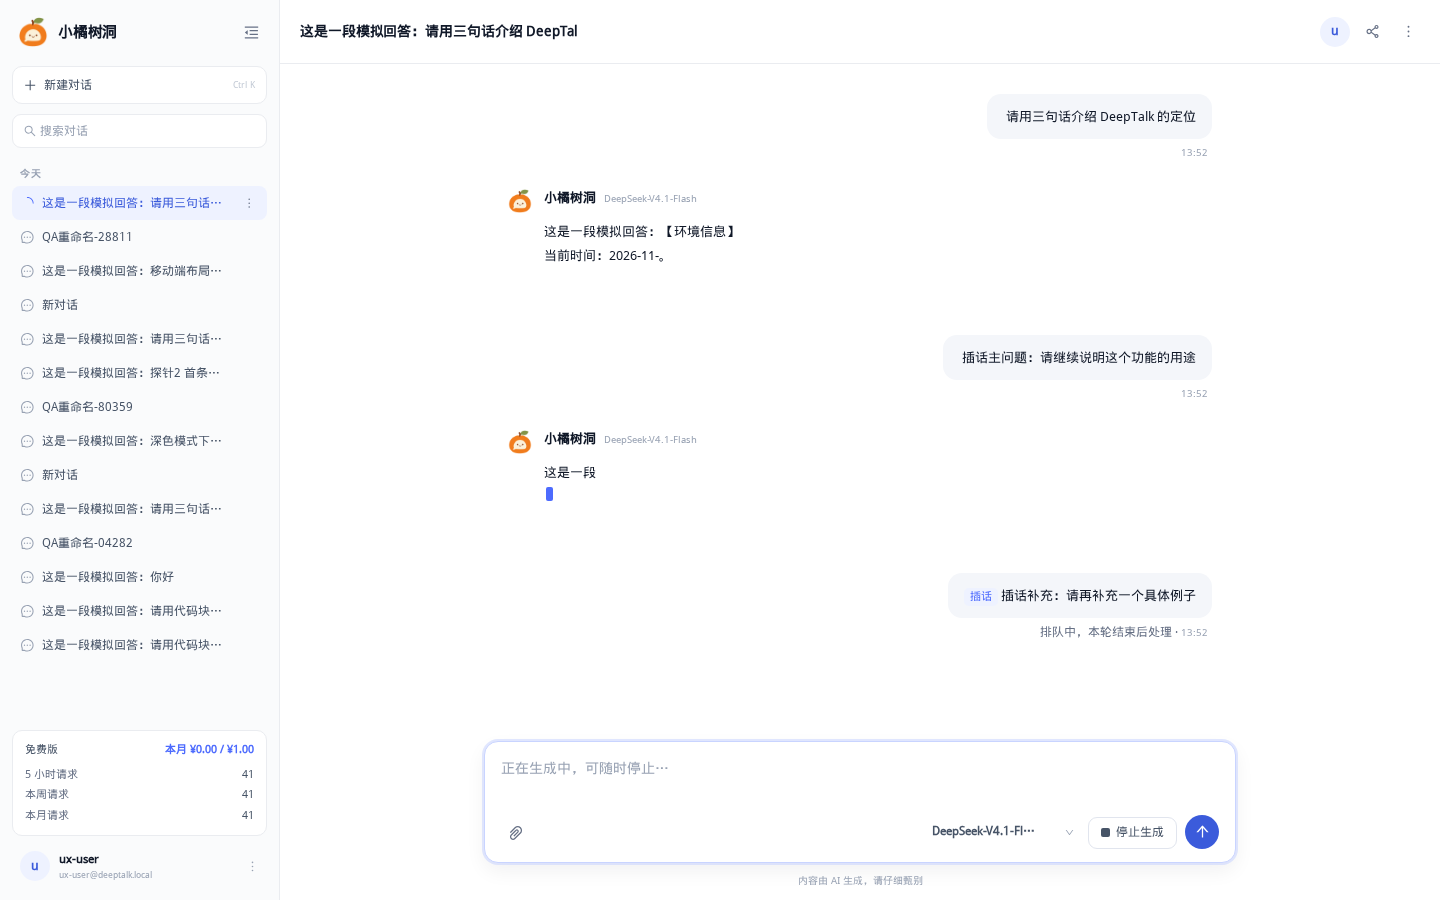 小橘树洞
新建对话
Ctrl K
搜索对话
今天
这是一段模拟回答：请用三句话…
QA重命名-28811
这是一段模拟回答：移动端布局…
新对话
这是一段模拟回答：请用三句话…
这是一段模拟回答：探针2 首条…
QA重命名-80359
这是一段模拟回答：深色模式下…
新对话
这是一段模拟回答：请用三句话…
QA重命名-04282
这是一段模拟回答：你好
这是一段模拟回答：请用代码块…
这是一段模拟回答：请用代码块…
免费版 本月 ¥0.00 / ¥1.00
5 小时请求 41
本周请求 41
本月请求 41
u
ux-user
ux-user@deeptalk.local
这是一段模拟回答：请用三句话介绍 DeepTal
u
请用三句话介绍 DeepTalk 的定位
13:52
小橘树洞 DeepSeek-V4.1-Flash
这是一段模拟回答：【环境信息】
当前时间：2026-11-。
插话主问题：请继续说明这个功能的用途
13:52
小橘树洞 DeepSeek-V4.1-Flash
这是一段
插话 插话补充：请再补充一个具体例子
排队中，本轮结束后处理 · 13:52
正在生成中，可随时停止…
DeepSeek-V4.1-Fl…
停止生成
内容由 AI 生成，请仔细甄别